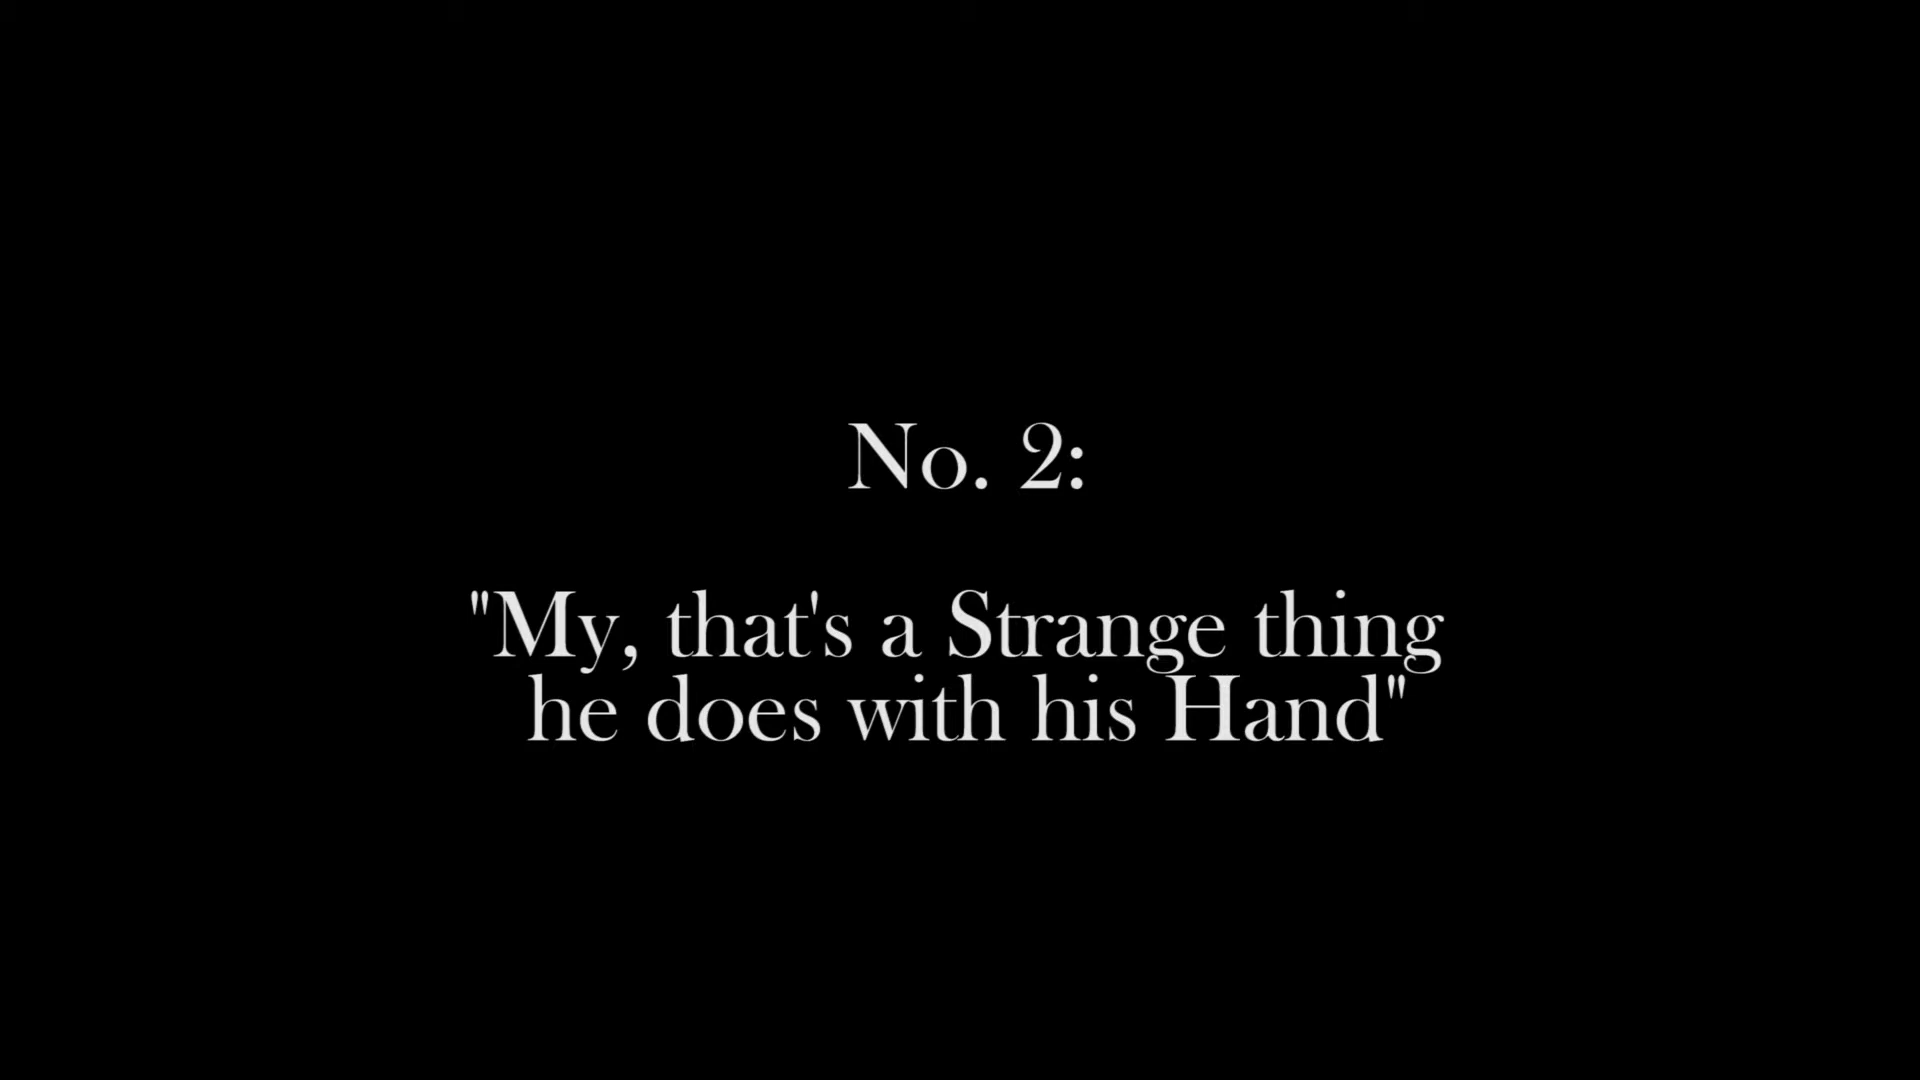 No. 2:
"My, that's a Strange thing
he does with his Hand"